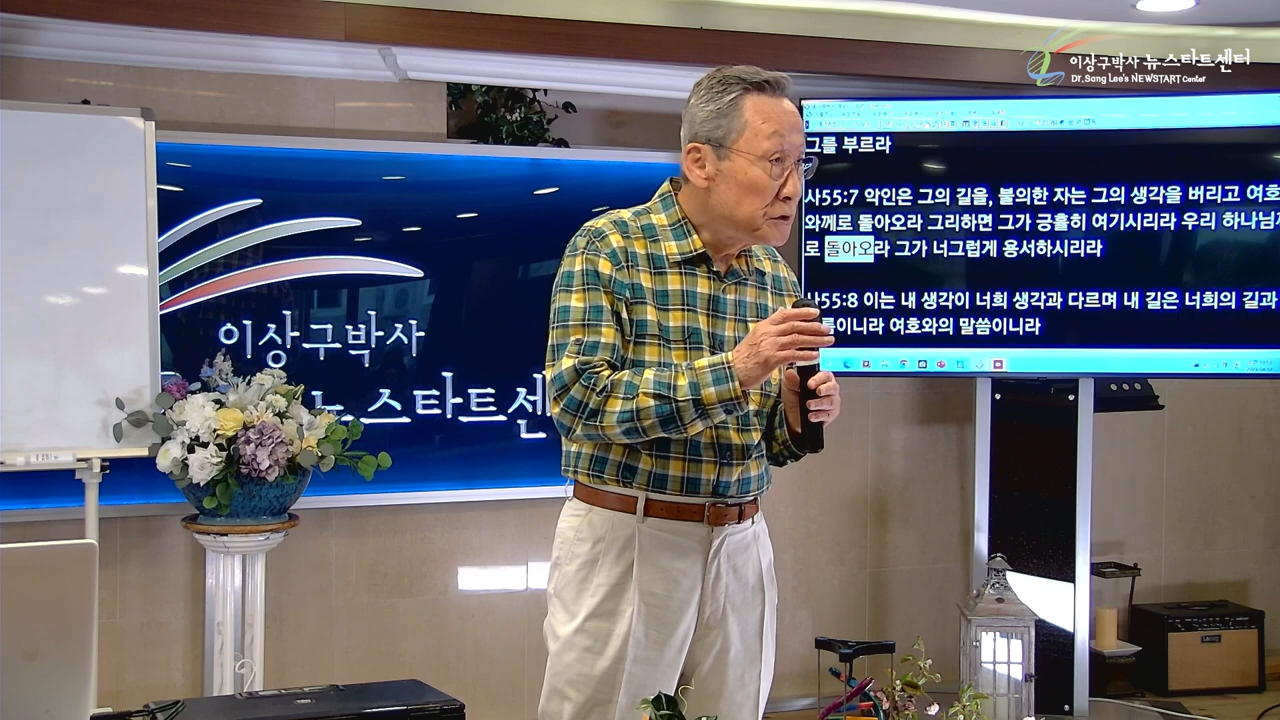 이상구박사 뉴스타트센터
Dr. Sang Lee's NEWSTART Center
그를 부르라
사55:7 악인은 그의 길을, 불의한 자는 그의 생각을 버리고 여호
와께로 돌아오라 그리하면 그가 긍휼히 여기시리라 우리 하나님
로 돌아오라 그가 너그럽게 용서하시리라
사55:8 이는 내 생각이 너희 생각과 다르며 내 길은 너희의 길과
이니라 여호와의 말씀이니라
이상구박사
뉴스타트센
Laney